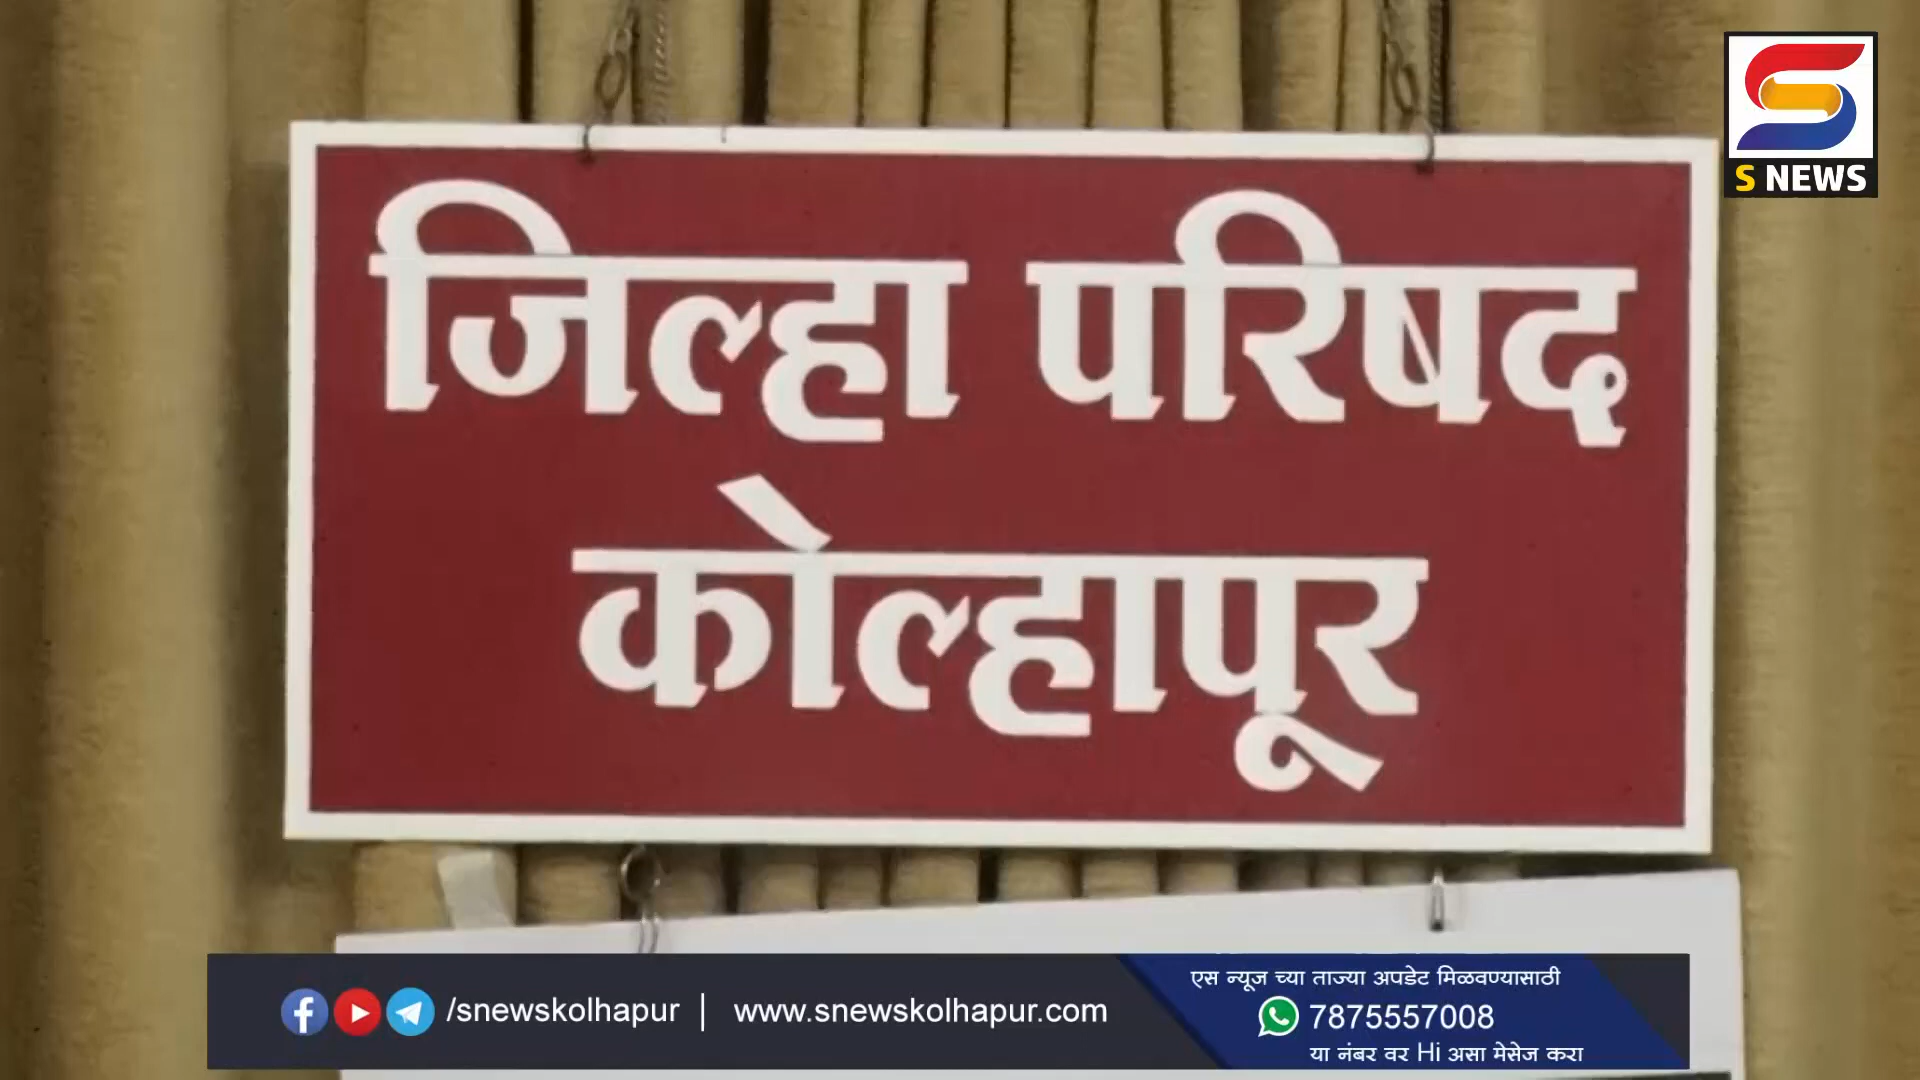 S NEWS
जिल्हा परिषद
कोल्हापूर
/snewskolhapur | www.snewskolhapur.com
एस न्यूज च्या ताज्या अपडेट मिळवण्यासाठी
7875557008
या नंबर वर Hi असा मेसेज करा